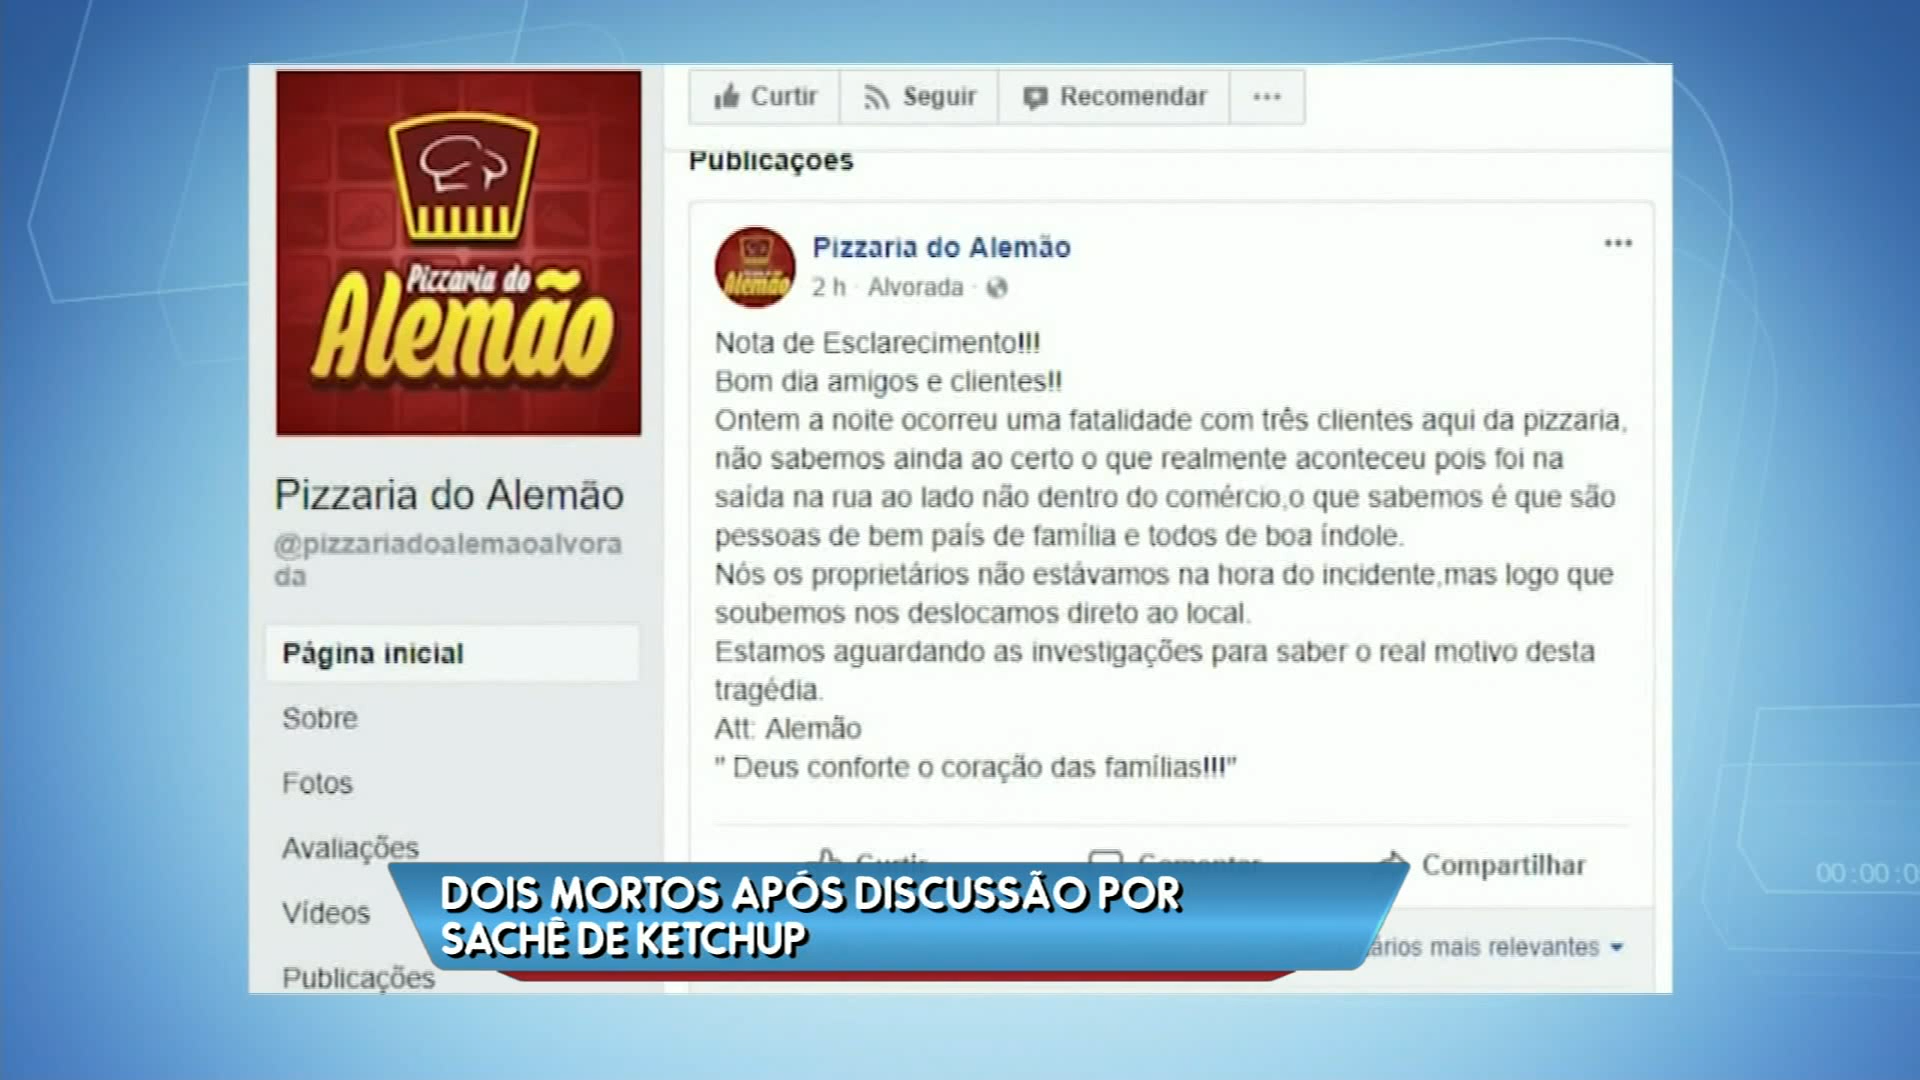 Pizzaria do
Alemão
Pizzaria do Alemão
@pizzariadoalemaoalvora
da
Página inicial
Sobre
Fotos
Avaliações
Vídeos
Publicações
Curtir
Seguir
Recomendar
Publicações
Pizzaria do Alemão
2 h · Alvorada ·
Nota de Esclarecimento!!!
Bom dia amigos e clientes!!
Ontem a noite ocorreu uma fatalidade com três clientes aqui da pizzaria,
não sabemos ainda ao certo o que realmente aconteceu pois foi na
saída na rua ao lado não dentro do comércio,o que sabemos é que são
pessoas de bem país de família e todos de boa índole.
Nós os proprietários não estávamos na hora do incidente,mas logo que
soubemos nos deslocamos direto ao local.
Estamos aguardando as investigações para saber o real motivo desta
tragédia.
Att: Alemão
" Deus conforte o coração das famílias!!!"
Curtir
Comentar
Compartilhar
mais relevantes
DOIS MORTOS APÓS DISCUSSÃO POR
SACHÊ DE KETCHUP
00:00:0